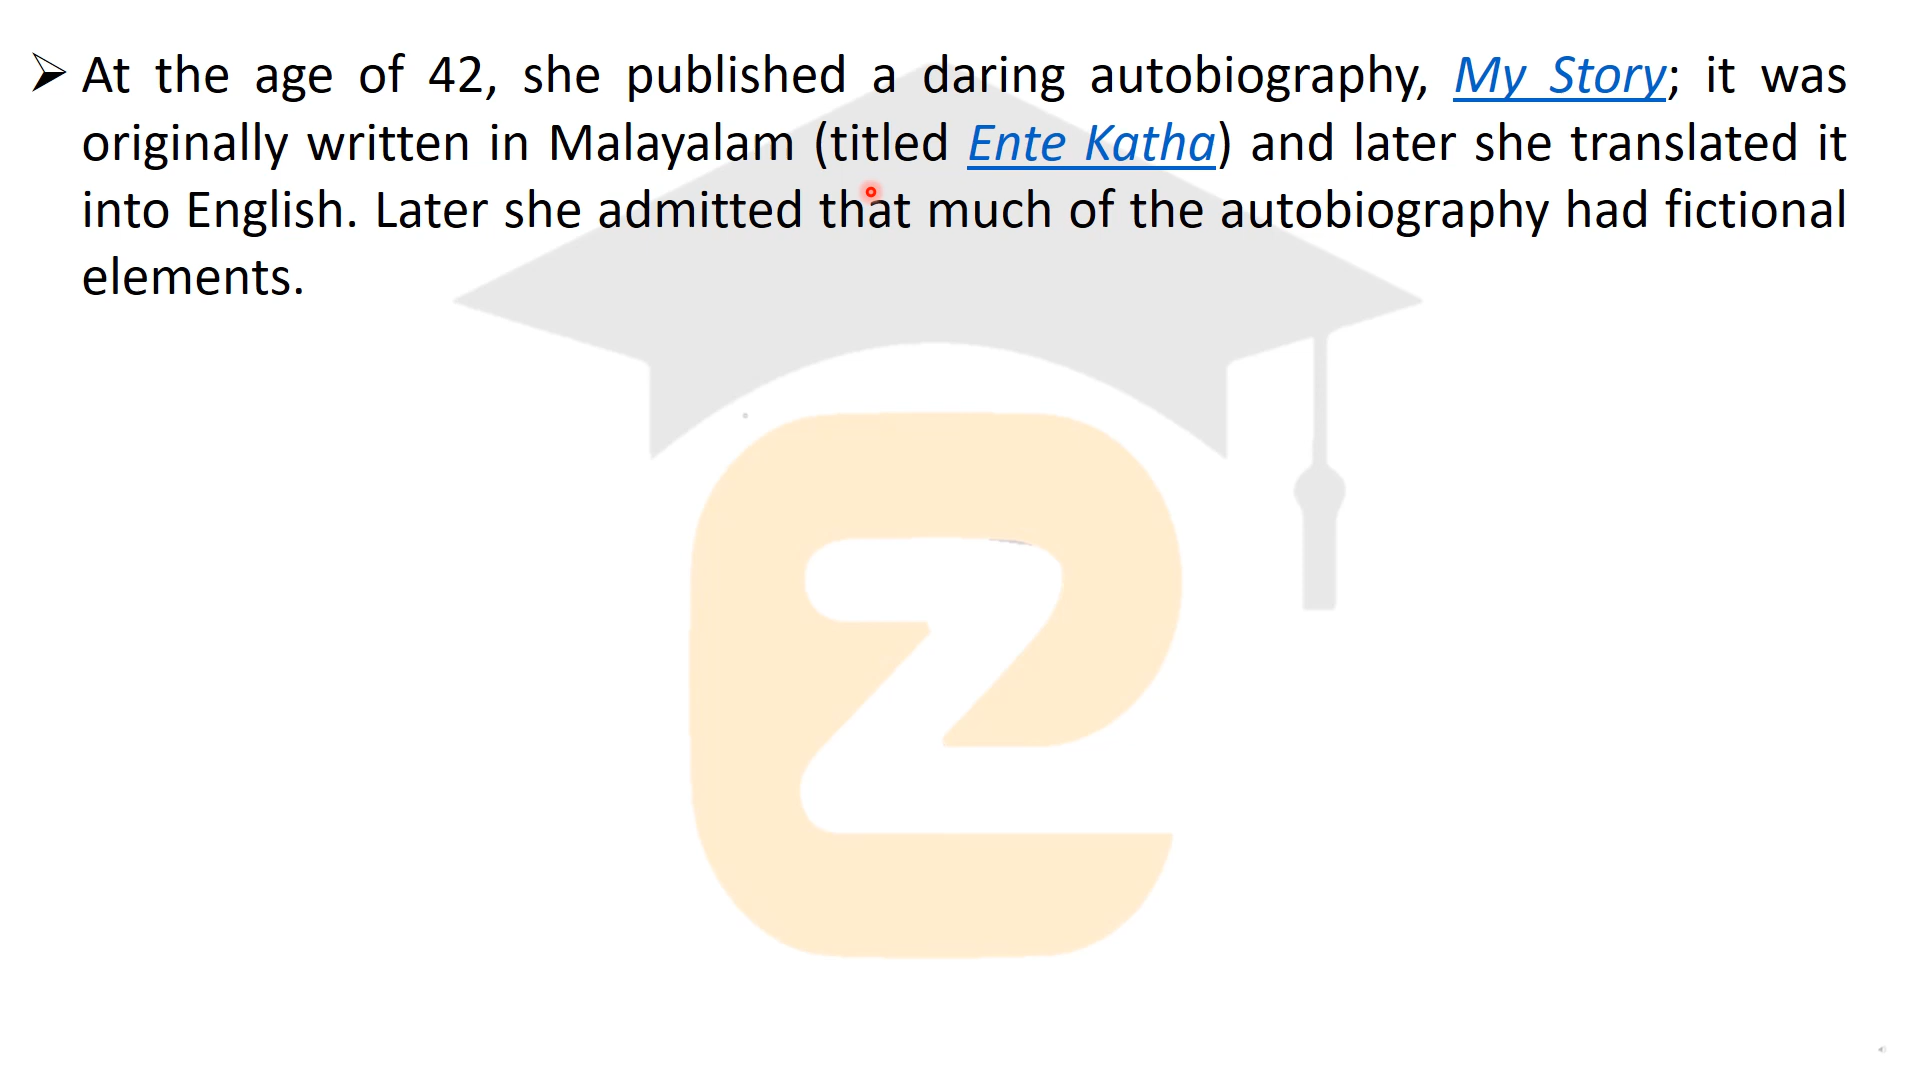 ➢ At the age of 42, she published a daring autobiography, My Story; it was
originally written in Malayalam (titled Ente Katha) and later she translated it
into English. Later she admitted that much of the autobiography had fictional
elements.